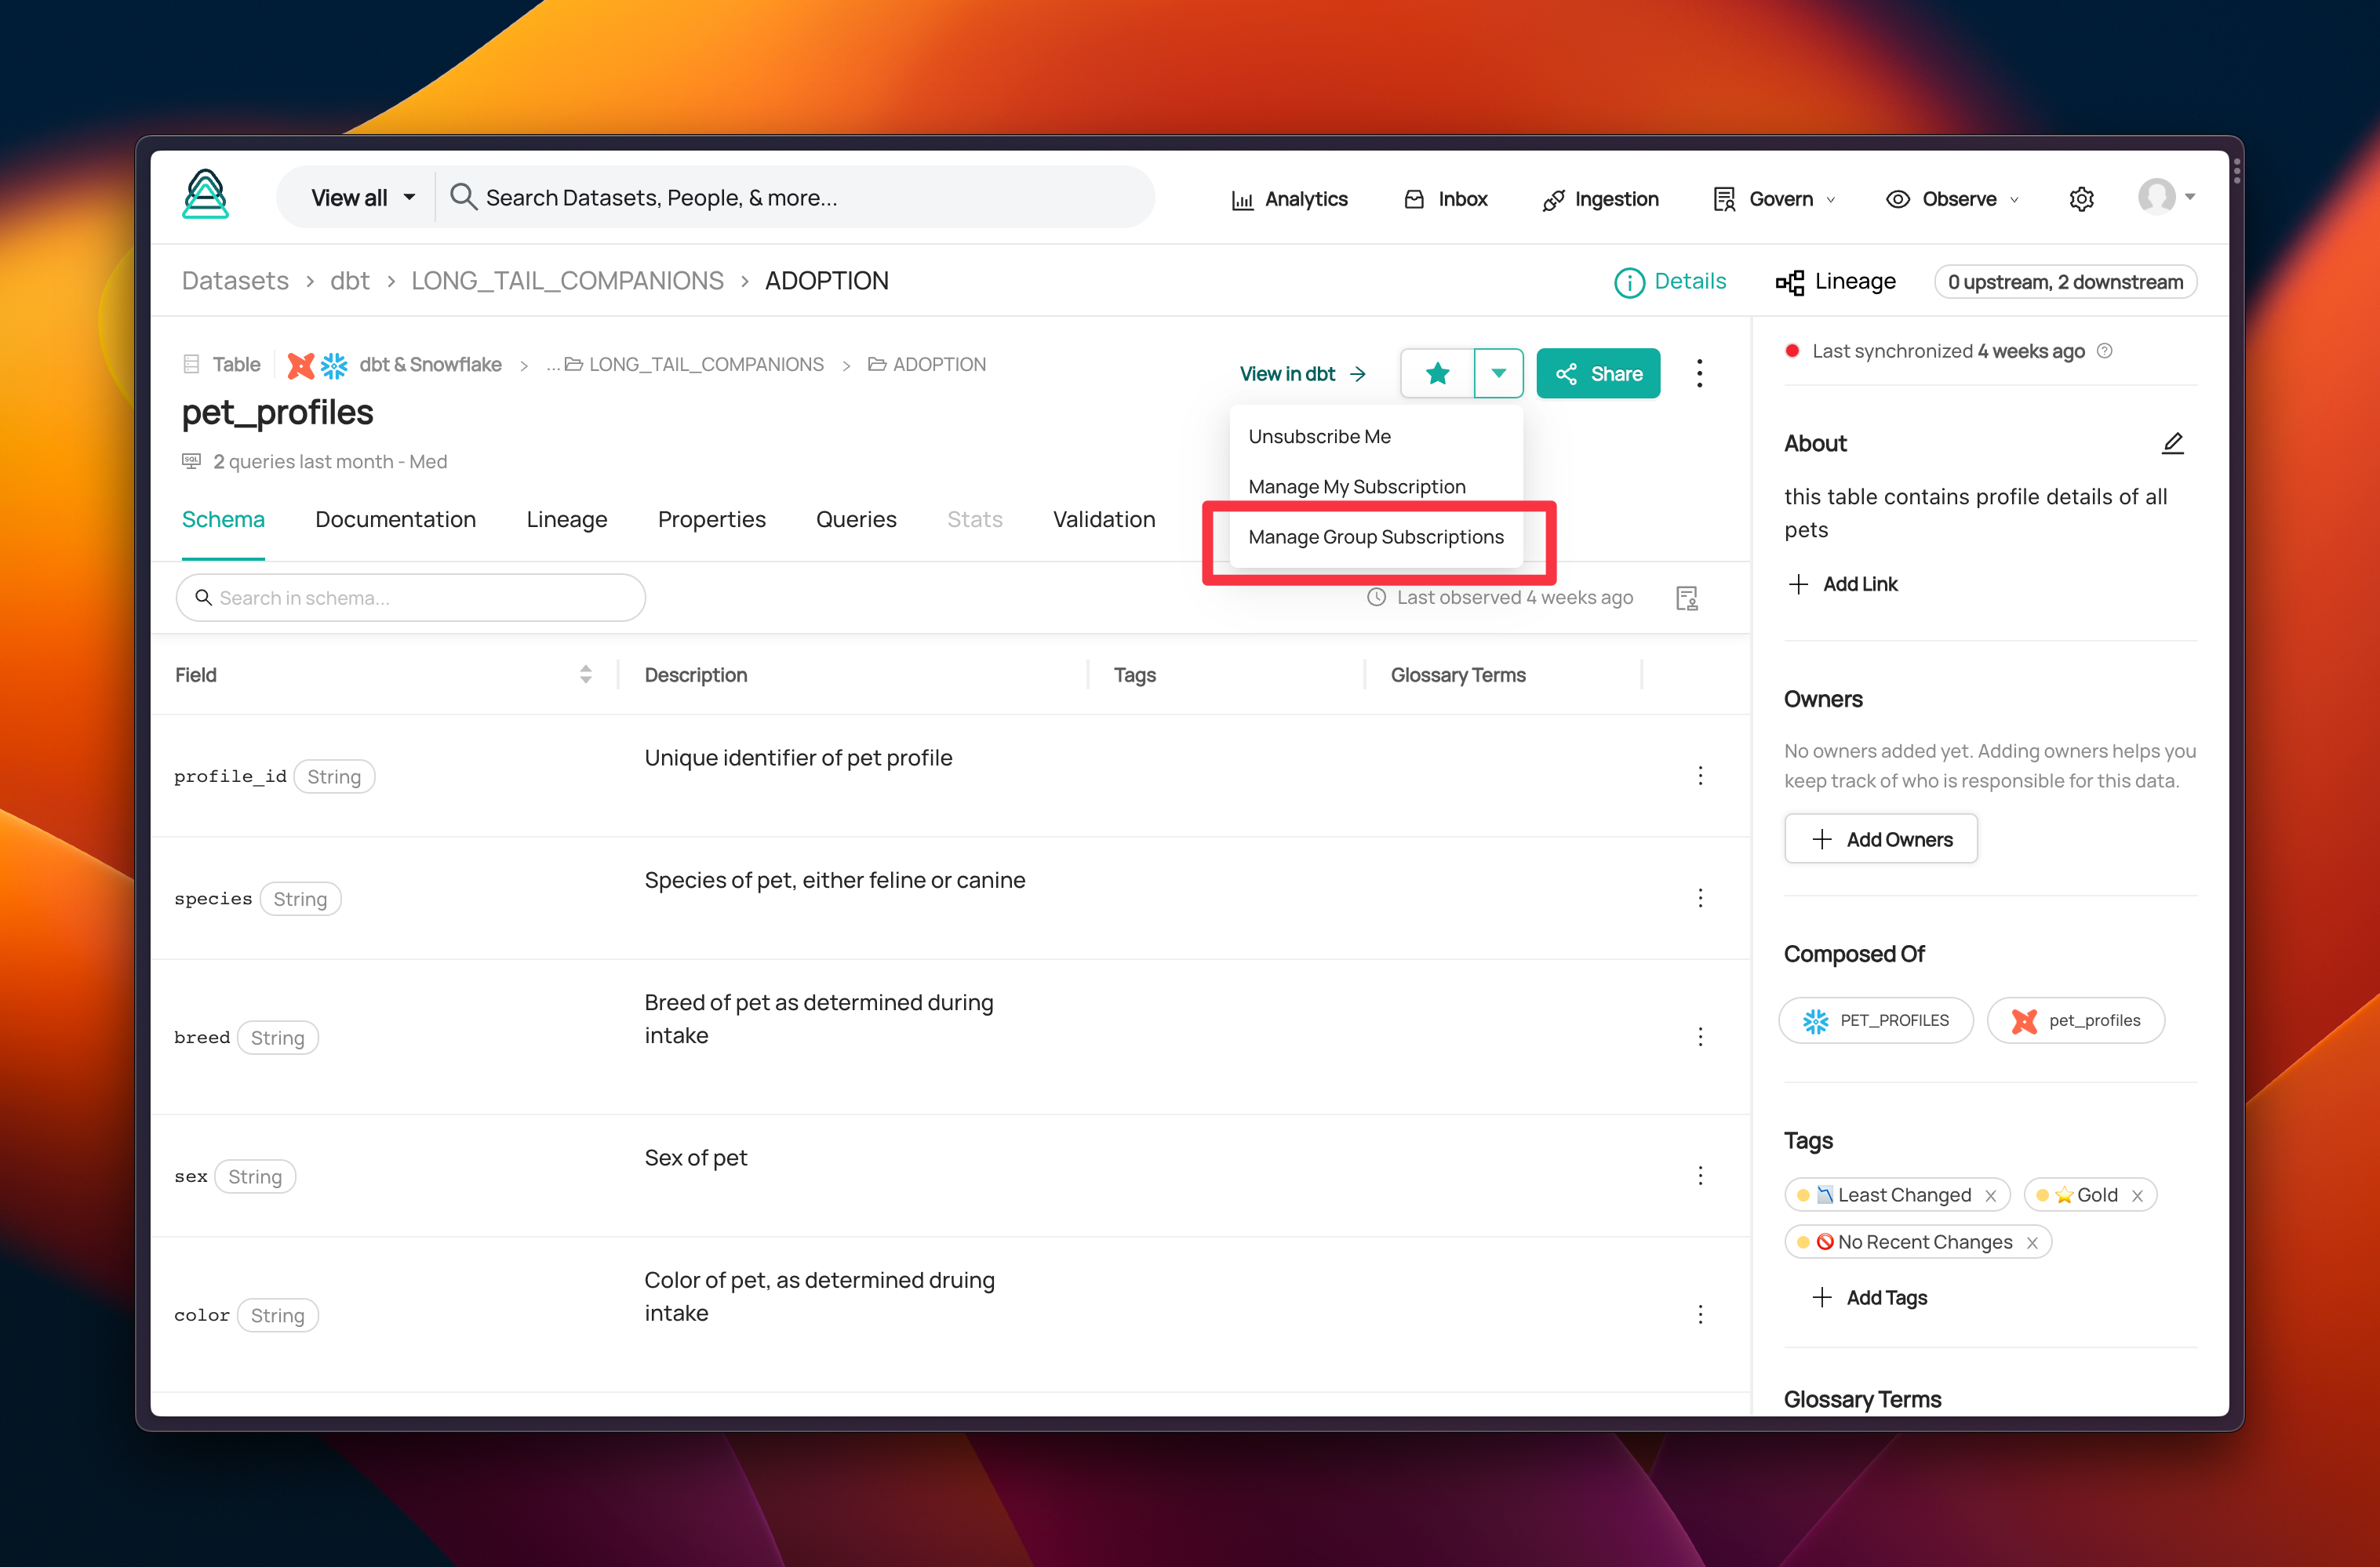 View all
Search Datasets, People, & more...
Analytics
Inbox
Ingestion
Govern
Observe
Datasets > dbt > LONG_TAIL_COMPANIONS > ADOPTION
Details
Lineage
0 upstream, 2 downstream
Table
dbt & Snowflake > ... LONG_TAIL_COMPANIONS > ADOPTION
pet_profiles
SQL 2 queries last month - Med
View in dbt →
Share
Unsubscribe Me
Manage My Subscription
Manage Group Subscriptions
Schema
Documentation
Lineage
Properties
Queries
Stats
Validation
Search in schema...
Last observed 4 weeks ago
Field
Description
Tags
Glossary Terms
profile_id String
Unique identifier of pet profile
species String
Species of pet, either feline or canine
breed String
Breed of pet as determined during
intake
sex String
Sex of pet
color String
Color of pet, as determined druing
intake
Last synchronized 4 weeks ago
About
this table contains profile details of all
pets
+ Add Link
Owners
No owners added yet. Adding owners helps you
keep track of who is responsible for this data.
+ Add Owners
Composed Of
PET_PROFILES
pet_profiles
Tags
Least Changed X
Gold X
No Recent Changes X
+ Add Tags
Glossary Terms